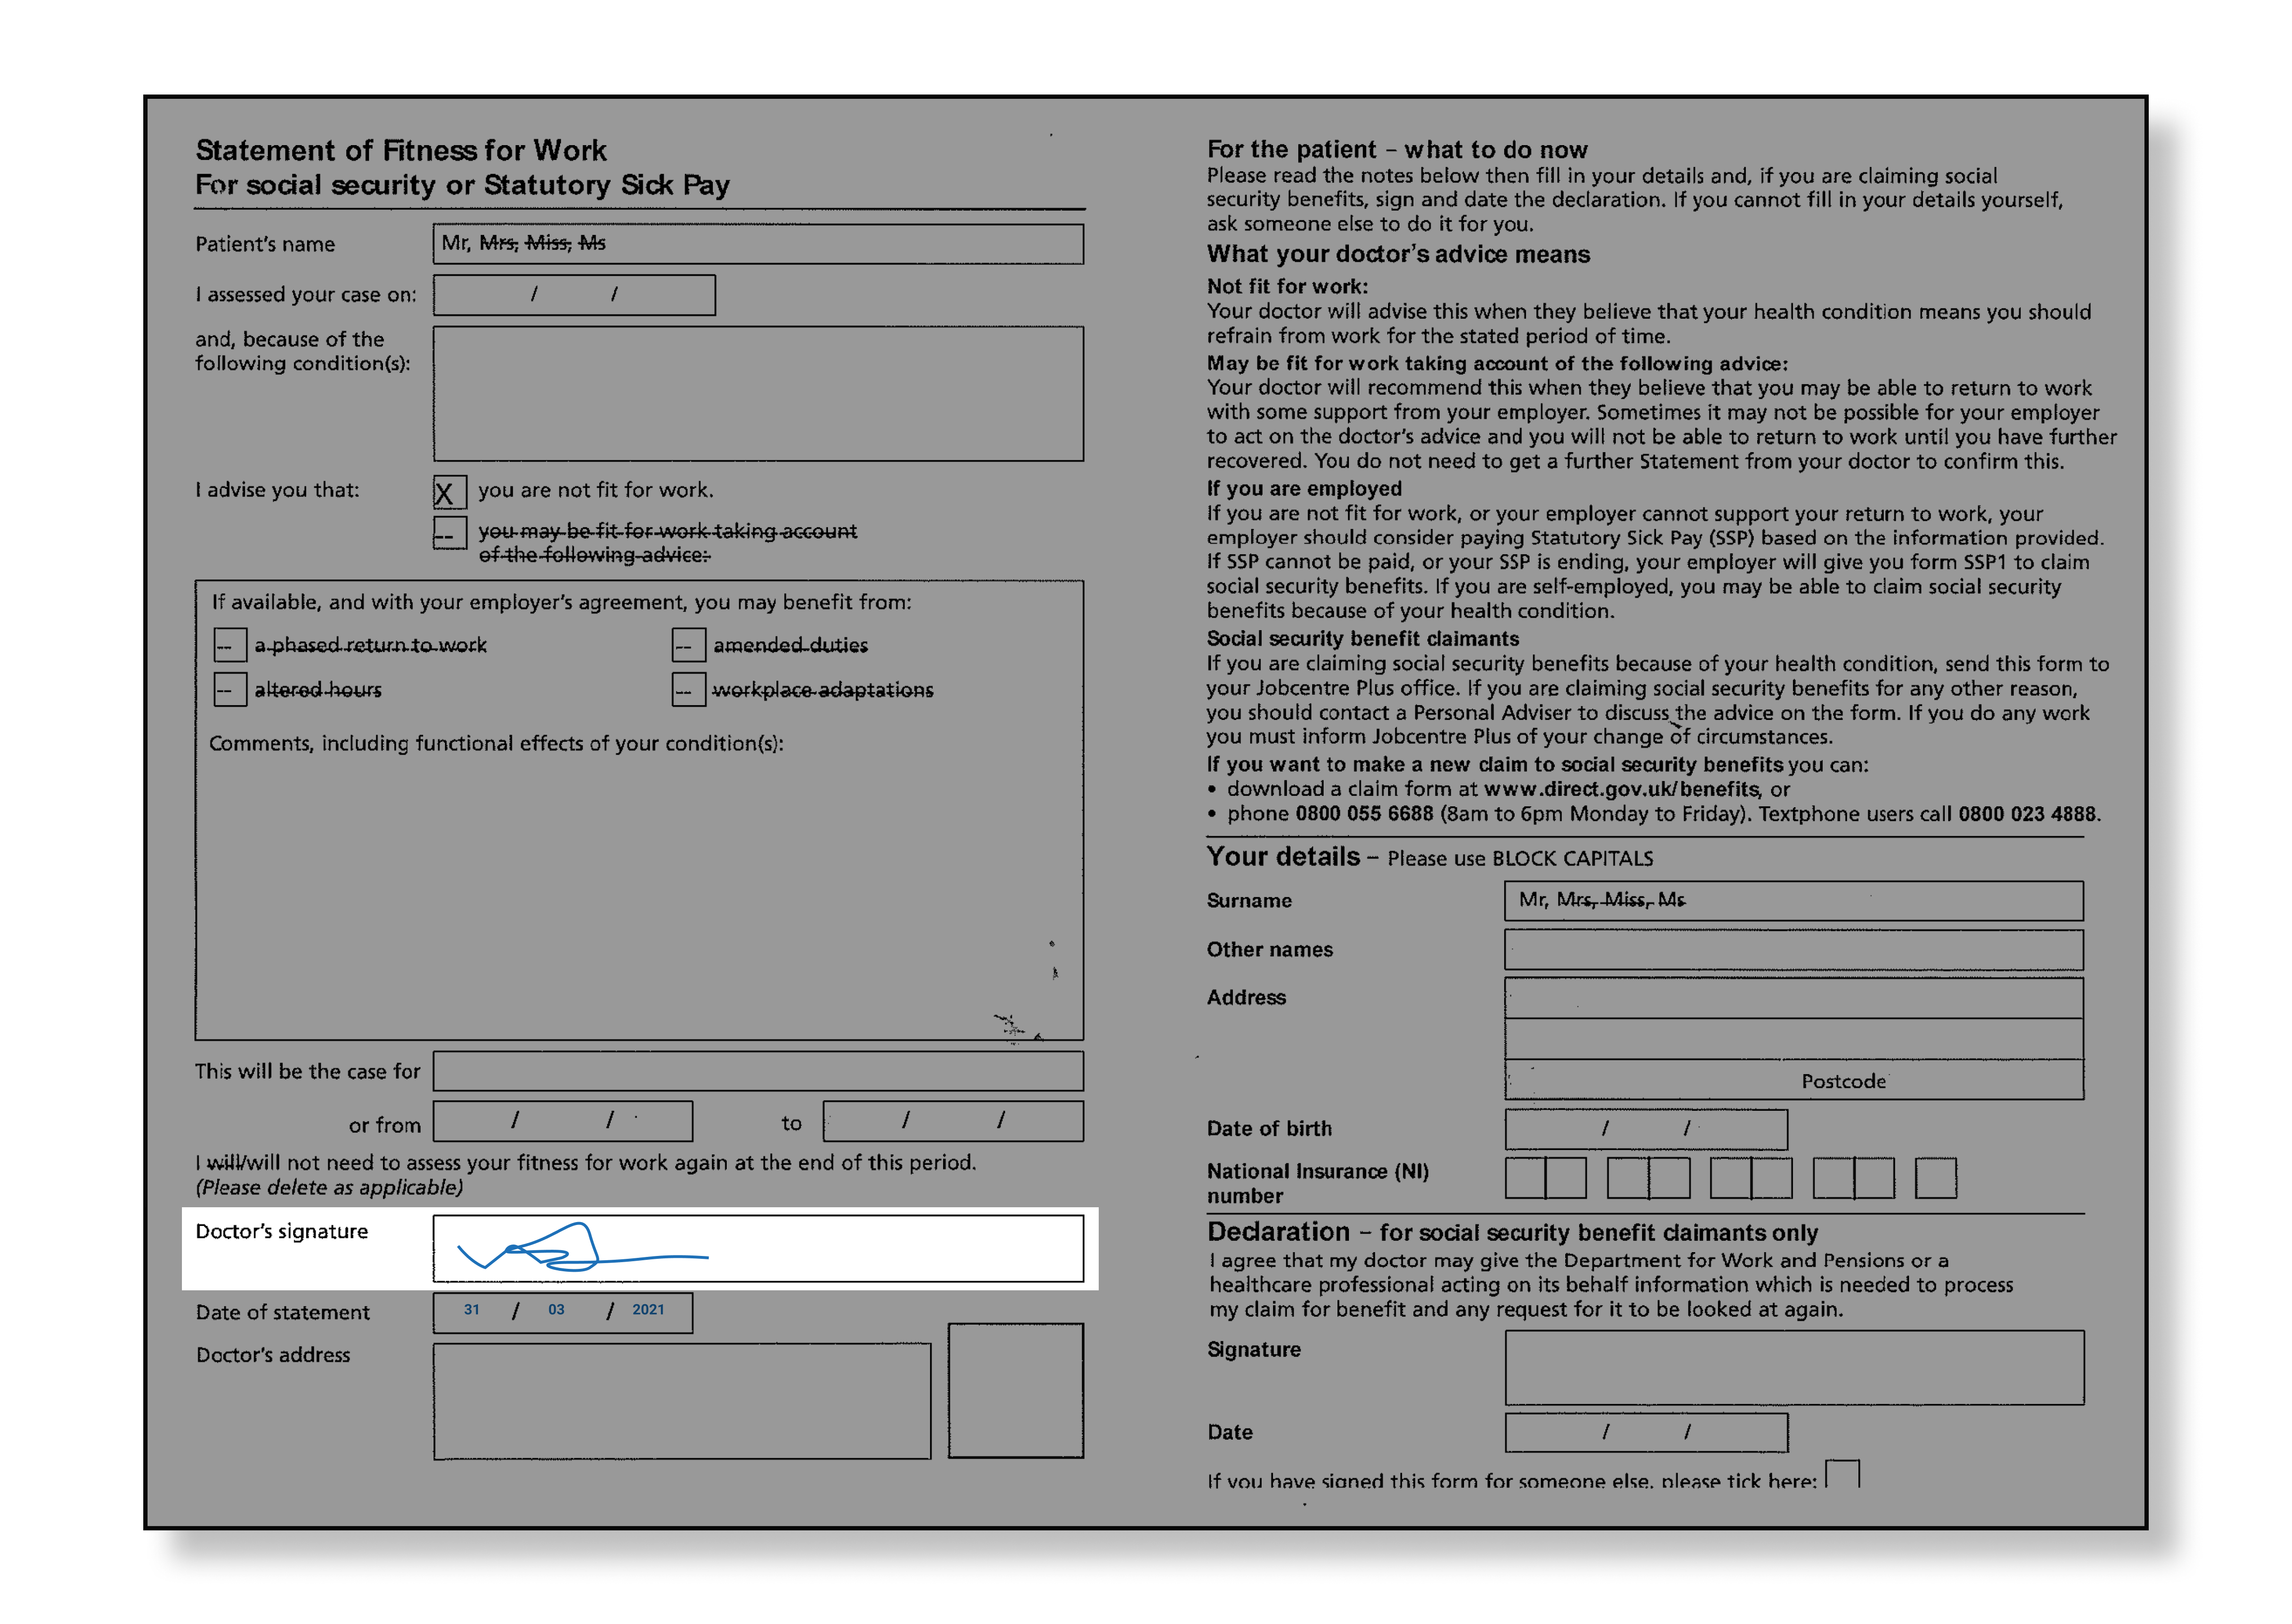 Statement of Fitness for Work
For social security or Statutory Sick Pay
Patient's name
Mr, Mrs, Miss, Ms
I assessed your case on: / /
and, because of the
following condition(s):
I advise you that:
X you are not fit for work.
-- you may be fit for work taking account
of the following advice:
If available, and with your employer's agreement, you may benefit from:
-- a phased return to work -- amended duties
-- altered hours -- workplace adaptations
Comments, including functional effects of your condition(s):
This will be the case for
or from / / to / /
I will/will not need to assess your fitness for work again at the end of this period.
(Please delete as applicable)
Doctor's signature
Date of statement 31 / 03 / 2021
Doctor's address
For the patient – what to do now
Please read the notes below then fill in your details and, if you are claiming social
security benefits, sign and date the declaration. If you cannot fill in your details yourself,
ask someone else to do it for you.
What your doctor's advice means
Not fit for work:
Your doctor will advise this when they believe that your health condition means you should
refrain from work for the stated period of time.
May be fit for work taking account of the following advice:
Your doctor will recommend this when they believe that you may be able to return to work
with some support from your employer. Sometimes it may not be possible for your employer
to act on the doctor's advice and you will not be able to return to work until you have further
recovered. You do not need to get a further Statement from your doctor to confirm this.
If you are employed
If you are not fit for work, or your employer cannot support your return to work, your
employer should consider paying Statutory Sick Pay (SSP) based on the information provided.
If SSP cannot be paid, or your SSP is ending, your employer will give you form SSP1 to claim
social security benefits. If you are self-employed, you may be able to claim social security
benefits because of your health condition.
Social security benefit claimants
If you are claiming social security benefits because of your health condition, send this form to
your Jobcentre Plus office. If you are claiming social security benefits for any other reason,
you should contact a Personal Adviser to discuss the advice on the form. If you do any work
you must inform Jobcentre Plus of your change of circumstances.
If you want to make a new claim to social security benefits you can:
• download a claim form at www.direct.gov.uk/benefits, or
• phone 0800 055 6688 (8am to 6pm Monday to Friday). Textphone users call 0800 023 4888.
Your details – Please use BLOCK CAPITALS
Surname Mr, Mrs, Miss, Ms
Other names
Address
Postcode
Date of birth / /
National Insurance (NI)
number
Declaration – for social security benefit claimants only
I agree that my doctor may give the Department for Work and Pensions or a
healthcare professional acting on its behalf information which is needed to process
my claim for benefit and any request for it to be looked at again.
Signature
Date / /
If you have signed this form for someone else, please tick here: